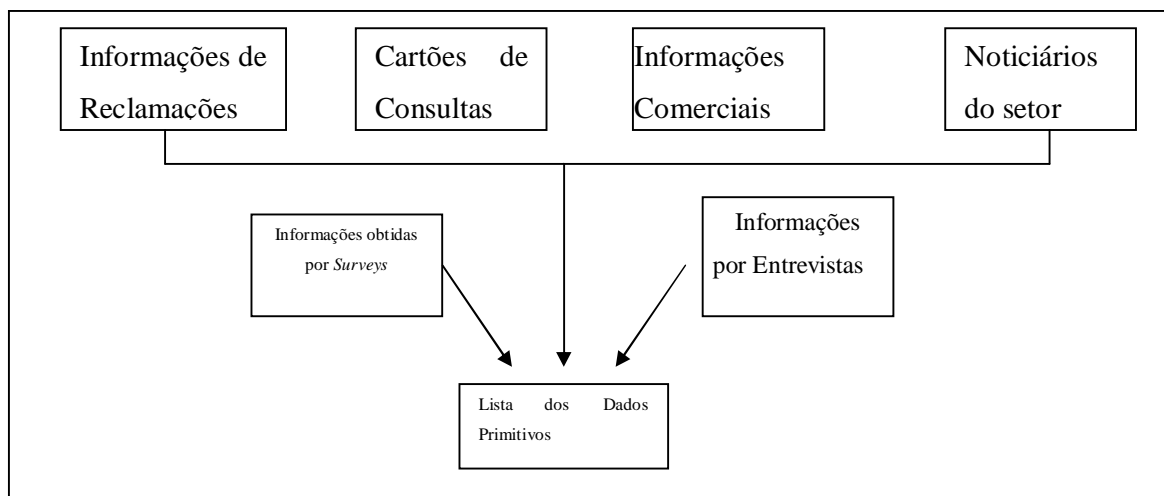 Informações de
Reclamações
Cartões de
Consultas
Informações
Comerciais
Noticiários
do setor
Informações obtidas
por Surveys
Informações
por Entrevistas
Lista dos Dados
Primitivos